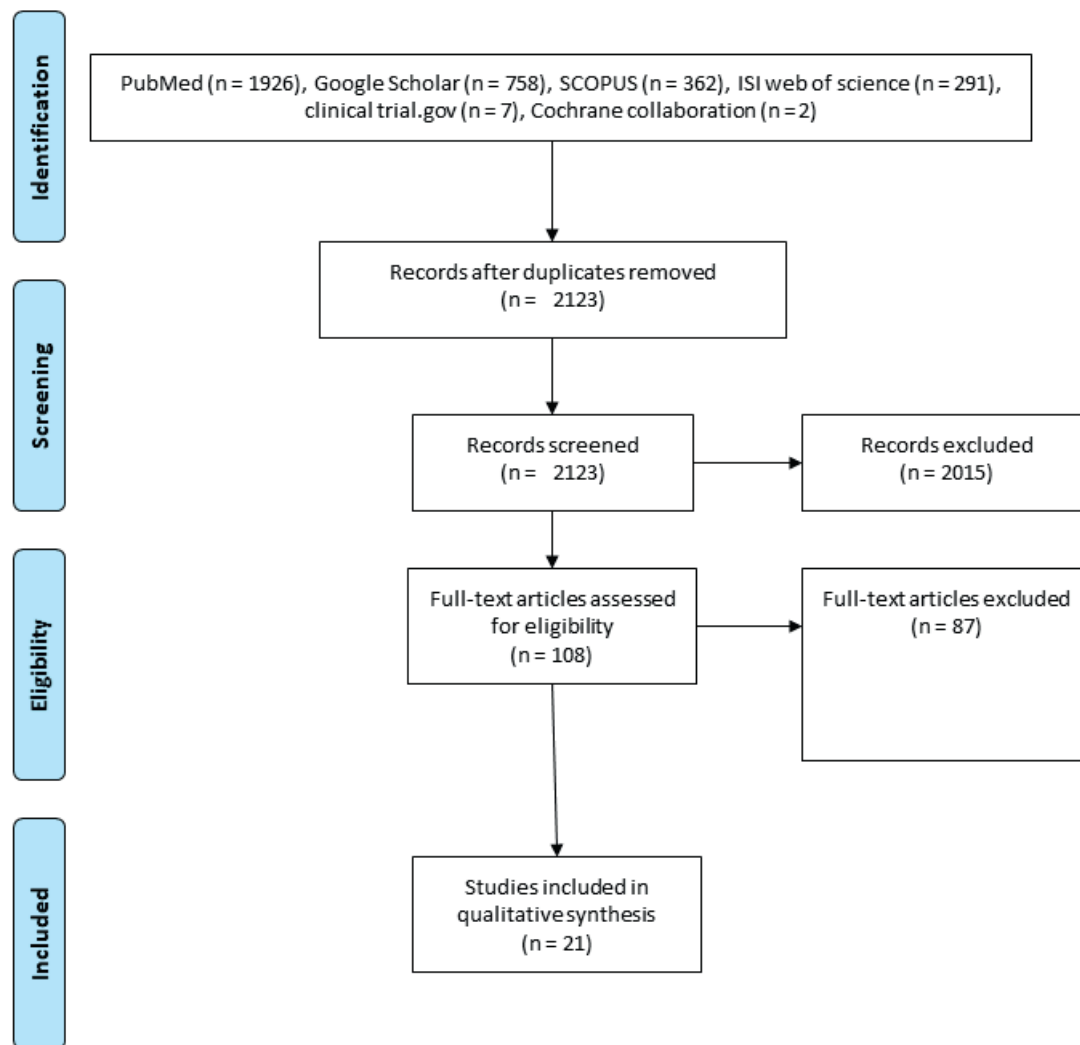 Identification
PubMed (n = 1926), Google Scholar (n = 758), SCOPUS (n = 362), ISI web of science (n = 291),
clinical trial.gov (n = 7), Cochrane collaboration (n = 2)
Records after duplicates removed
(n = 2123)
Screening
Records screened
(n = 2123)
Records excluded
(n = 2015)
Eligibility
Full-text articles assessed
for eligibility
(n = 108)
Full-text articles excluded
(n = 87)
Included
Studies included in
qualitative synthesis
(n = 21)